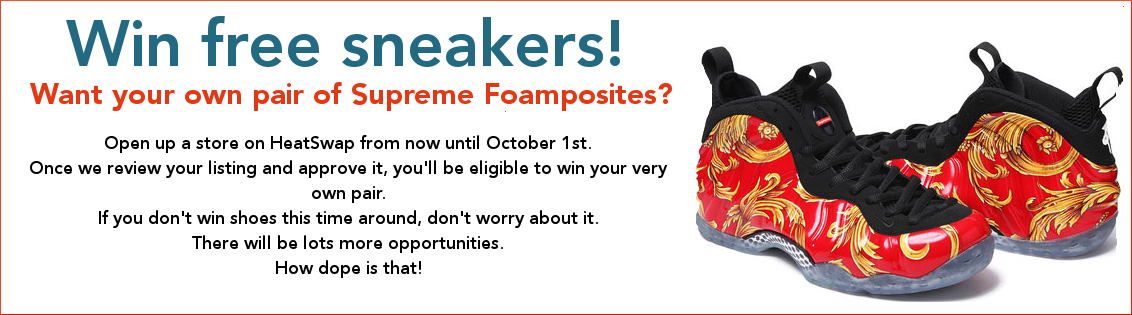 Win free sneakers!
Want your own pair of Supreme Foamposites?
Open up a store on HeatSwap from now until October 1st.
Once we review your listing and approve it, you'll be eligible to win your very
own pair.
If you don't win shoes this time around, don't worry about it.
There will be lots more opportunities.
How dope is that!